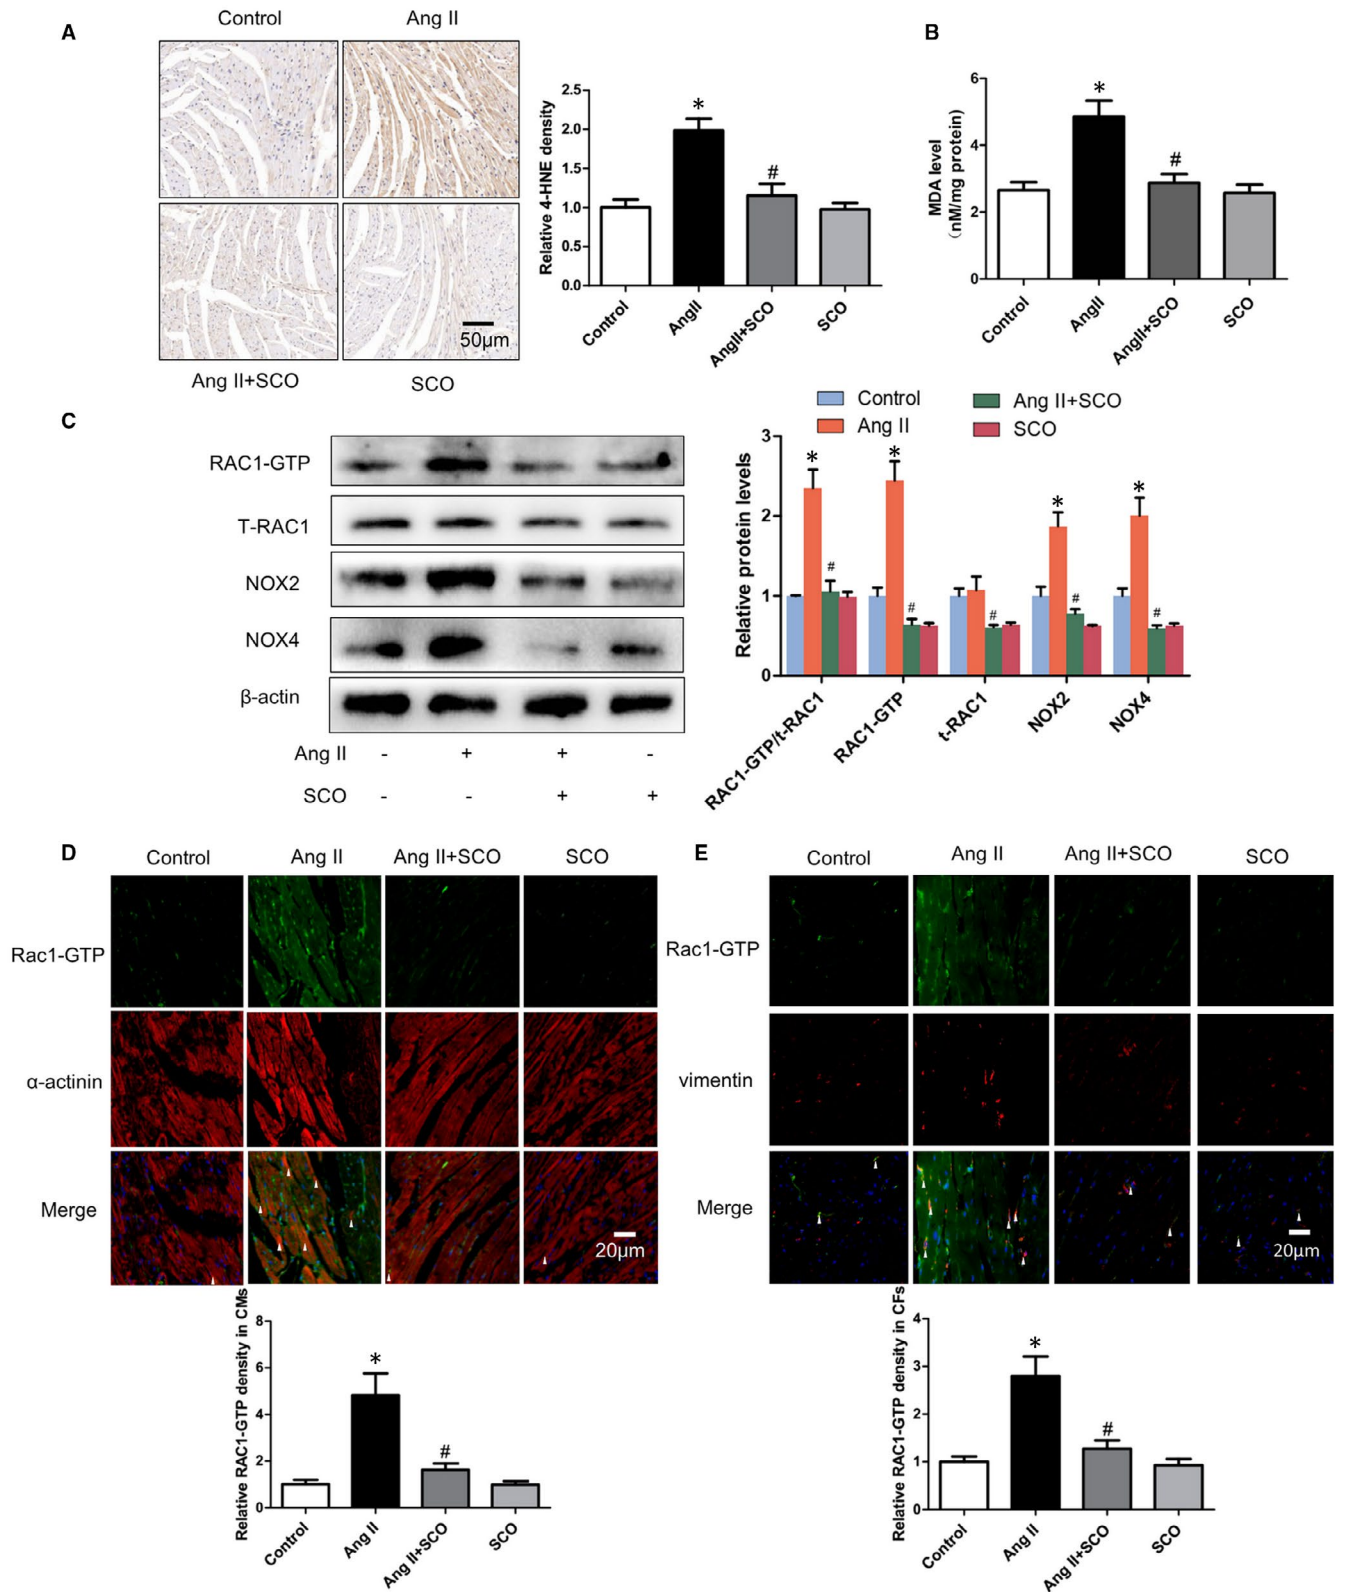 A
Control
Ang II
Ang II+SCO
SCO
50μm
Relative 4-HNE density
2.5
2.0
1.5
1.0
0.5
0.0
*
#
Control
AngII
AngII+SCO
SCO
B
MDA level
(nM/mg protein)
6
4
2
0
*
#
Control
AngII
AngII+SCO
SCO
C
RAC1-GTP
T-RAC1
NOX2
NOX4
β-actin
Ang II - + + -
SCO - - + +
Control
Ang II
Ang II+SCO
SCO
Relative protein levels
3
2
1
0
* * * *
# # # # #
RAC1-GTP/t-RAC1
RAC1-GTP
t-RAC1
NOX2
NOX4
D
Control Ang II Ang II+SCO SCO
Rac1-GTP
α-actinin
Merge
20μm
Relative RAC1-GTP density in CMs
8
6
4
2
0
*
#
Control
Ang II
Ang II+SCO
SCO
E
Control Ang II Ang II+SCO SCO
Rac1-GTP
vimentin
Merge
20μm
Relative RAC1-GTP density in CFs
4
3
2
1
0
*
#
Control
Ang II
Ang II+SCO
SCO